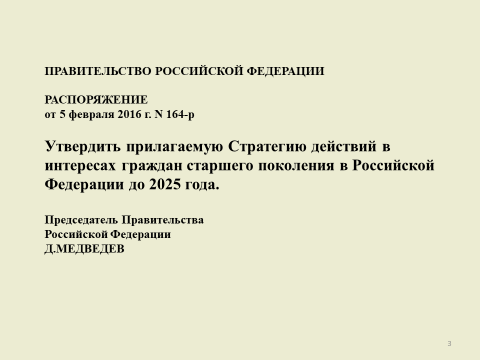 ПРАВИТЕЛЬСТВО РОССИЙСКОЙ ФЕДЕРАЦИИ
РАСПОРЯЖЕНИЕ
от 5 февраля 2016 г. N 164-р
Утвердить прилагаемую Стратегию действий в
интересах граждан старшего поколения в Российской
Федерации до 2025 года.
Председатель Правительства
Российской Федерации
Д.МЕДВЕДЕВ
3